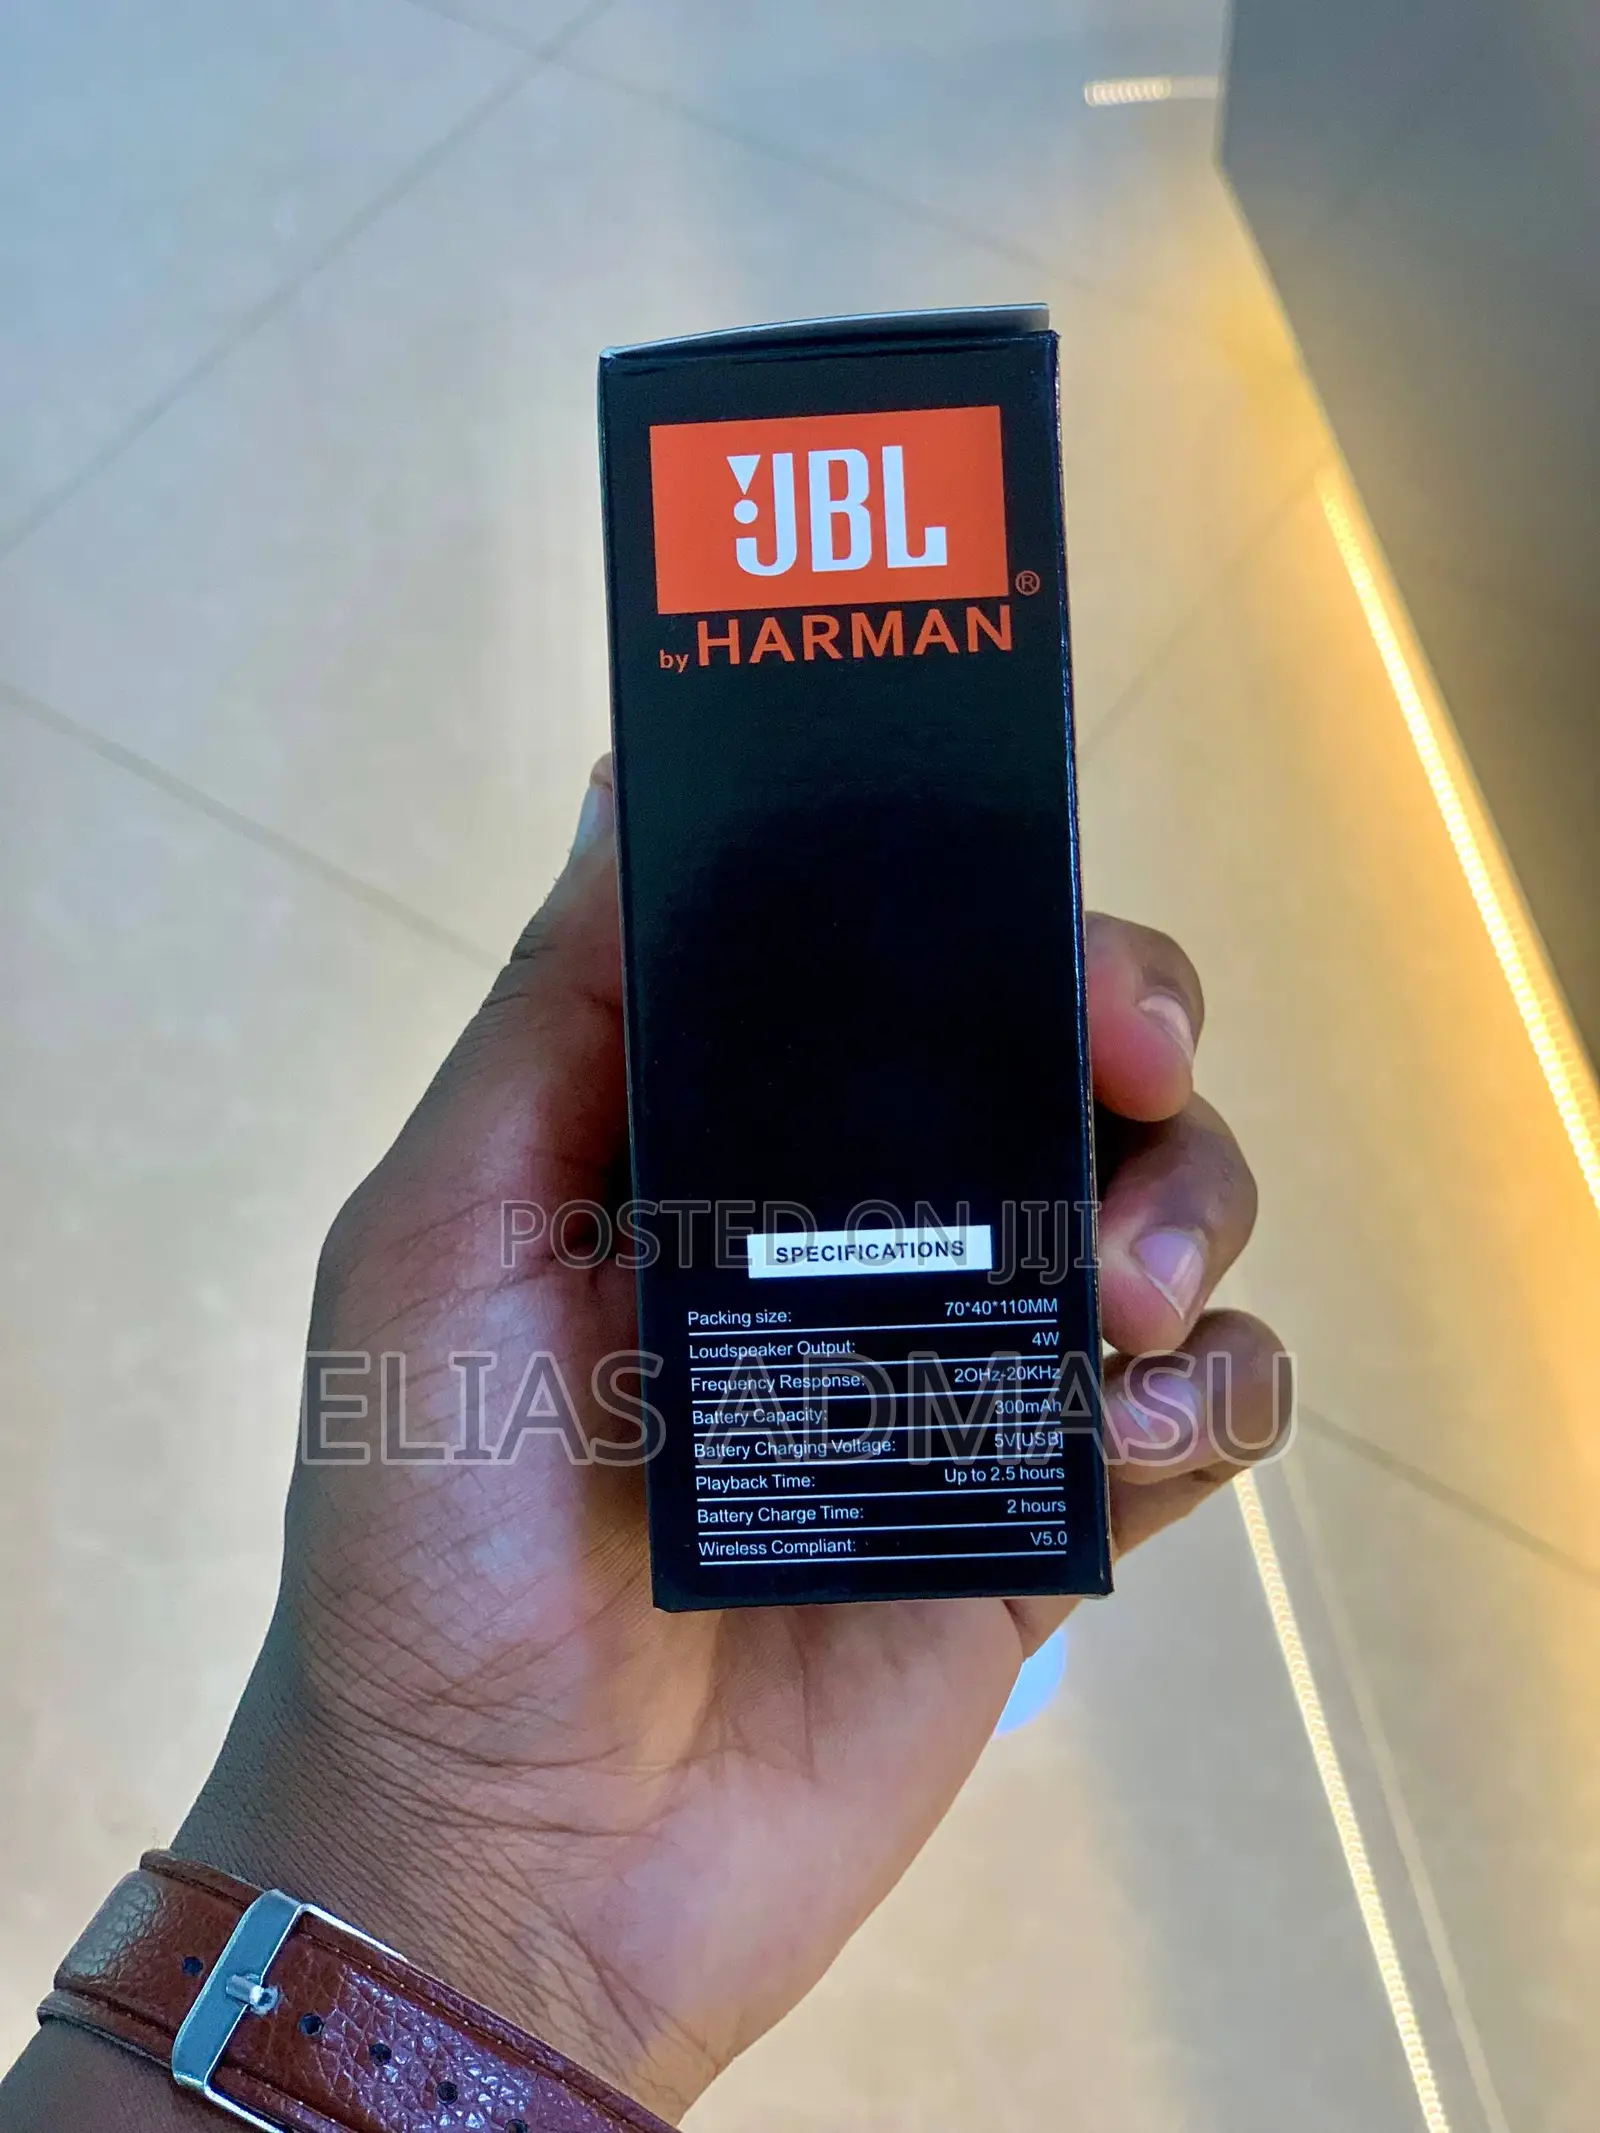 JBL
®
by HARMAN
POSTED ON JIJI
SPECIFICATIONS
Packing size: 70*40*110MM
Loudspeaker Output: 4W
ELIAS ADMASU
Frequency Response: 2OHz-20KHz
Battery Capacity: 300mAh
Battery Charging Voltage: 5V[USB]
Playback Time: Up to 2.5 hours
Battery Charge Time: 2 hours
Wireless Compliant: V5.0